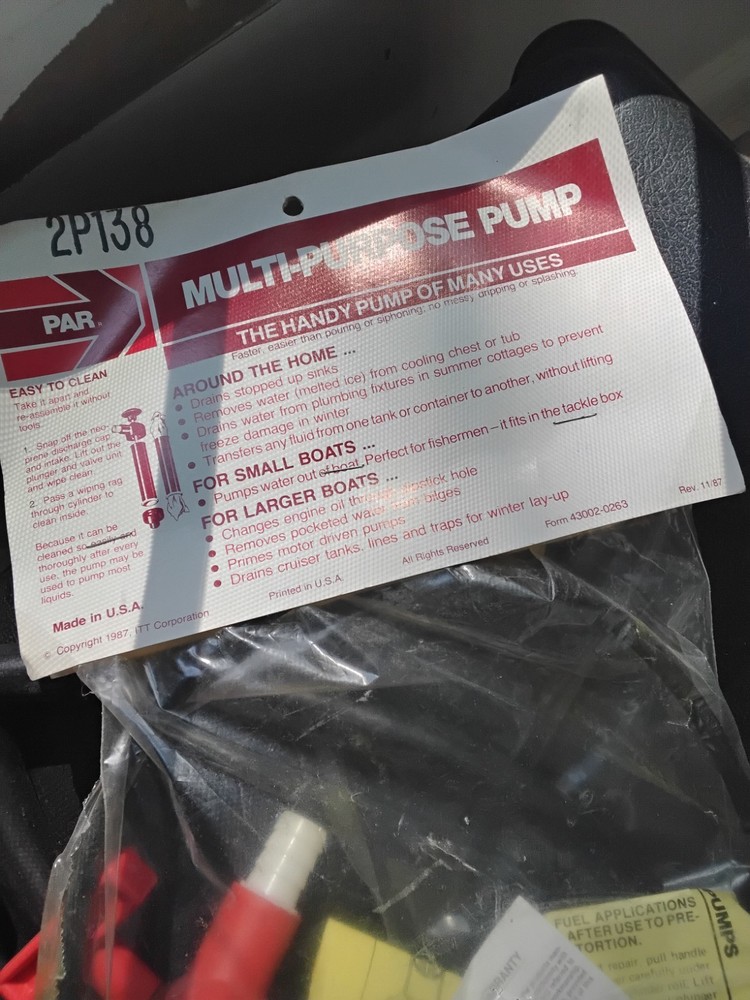 2P138
PAR®
MULTI-PURPOSE PUMP
THE HANDY PUMP OF MANY USES
Faster, easier than pouring or siphoning; no messy dripping or splashing.
EASY TO CLEAN
Take it apart and
re-assemble it without
tools.
1. Snap off the neo-
prene discharge cap
and intake. Lift out the
plunger and valve unit
and wipe clean.
2. Pass a wiping rag
through cylinder to
clean inside.
Because it can be
cleaned so easily and
thoroughly after every
use, the pump may be
used to pump most
liquids.
AROUND THE HOME ...
• Drains stopped up sinks
• Removes water (melted ice) from cooling chest or tub
• Drains water from plumbing fixtures in summer cottages to prevent
freeze damage in winter
• Transfers any fluid from one tank or container to another, without lifting
FOR SMALL BOATS ...
• Pumps water out of boat. Perfect for fishermen – it fits in the tackle box
FOR LARGER BOATS ...
• Changes engine oil through dipstick hole
• Removes pocketed water from bilges
• Primes motor driven pumps
• Drains cruiser tanks, lines and traps for winter lay-up
Made in U.S.A.
© Copyright 1987, ITT Corporation
Printed in U.S.A.
All Rights Reserved
Form 43002-0263
Rev. 11/87
PUMPS
FUEL APPLICATIONS
AFTER USE TO PRE-
TORTION.
repair, pull handle
carefully under
Lift